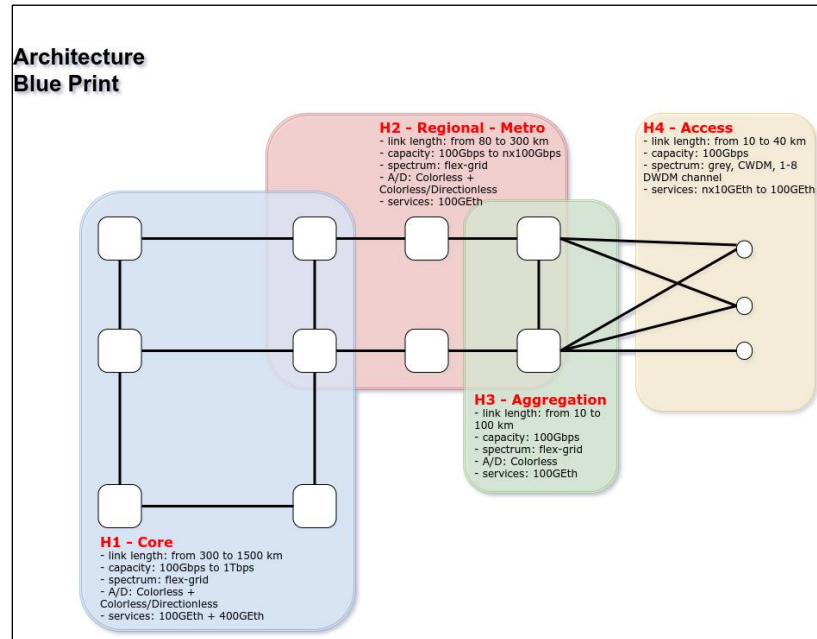 Architecture
Blue Print
H2 - Regional - Metro
- link length: from 80 to 300 km
- capacity: 100Gbps to nx100Gbps
- spectrum: flex-grid
- A/D: Colorless +
Colorless/Directionless
- services: 100GEth
H4 - Access
- link length: from 10 to 40 km
- capacity: 100Gbps
- spectrum: grey, CWDM, 1-8
DWDM channel
- services: nx10GEth to 100GEth
H3 - Aggregation
- link length: from 10 to
100 km
- capacity: 100Gbps
- spectrum: flex-grid
- A/D: Colorless
- services: 100GEth
H1 - Core
- link length: from 300 to 1500 km
- capacity: 100Gbps to 1Tbps
- spectrum: flex-grid
- A/D: Colorless +
Colorless/Directionless
- services: 100GEth + 400GEth